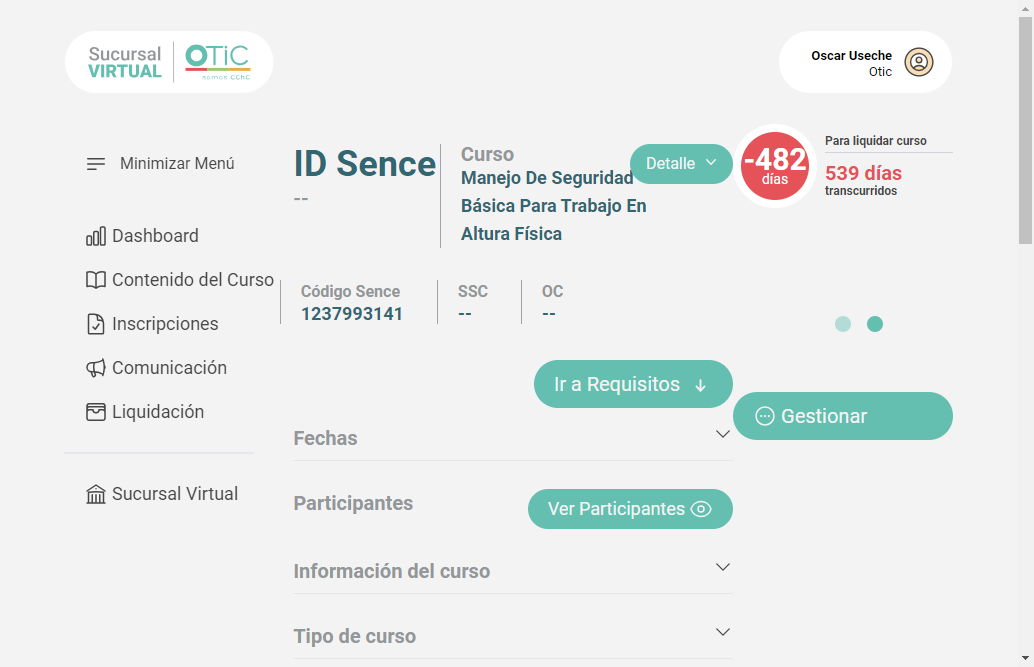 Sucursal
VIRTUAL
OTiC
somos CChC
Oscar Useche
Otic
Minimizar Menú
Dashboard
Contenido del Curso
Inscripciones
Comunicación
Liquidación
Sucursal Virtual
ID Sence
--
Curso
Manejo De Seguridad
Básica Para Trabajo En
Altura Física
Detalle
-482
días
Para liquidar curso
539 días
transcurridos
Código Sence
1237993141
SSC
--
OC
--
Ir a Requisitos
Gestionar
Fechas
Participantes
Ver Participantes
Información del curso
Tipo de curso